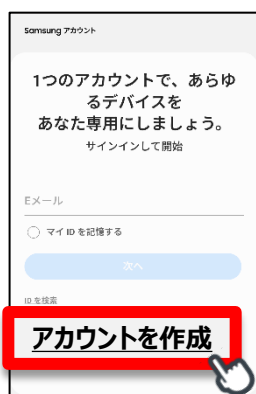 Samsung アカウント
1つのアカウントで、あらゆ
るデバイスを
あなた専用にしましょう。
サインインして開始
Eメール
マイ ID を記憶する
次へ
ID を検索
アカウントを作成